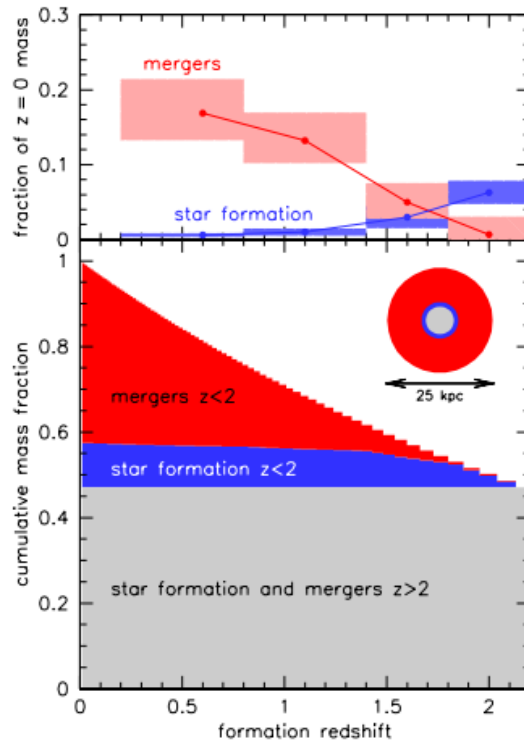 0.3
mergers
0.2
0.1
star formation
0
fraction of z=0 mass
1
0.8
0.6
0.4
0.2
0
25 kpc
mergers z<2
star formation z<2
star formation and mergers z>2
cumulative mass fraction
0 0.5 1 1.5 2
formation redshift